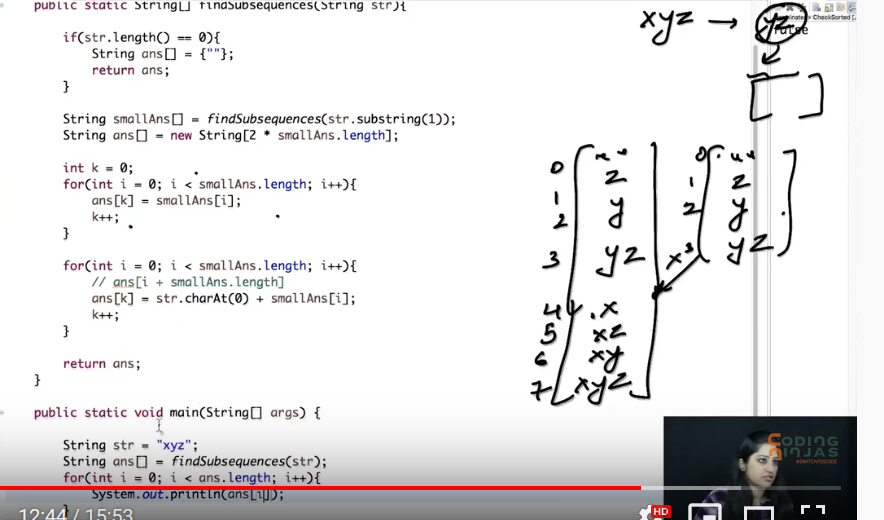 public static String[] findSubsequences(String str){
if(str.length() == 0){
String ans[] = {""};
return ans;
}
String smallAns[] = findSubsequences(str.substring(1));
String ans[] = new String[2 * smallAns.length];
int k = 0;
for(int i = 0; i < smallAns.length; i++){
ans[k] = smallAns[i];
k++;
}
for(int i = 0; i < smallAns.length; i++){
// ans[i + smallAns.length]
ans[k] = str.charAt(0) + smallAns[i];
k++;
}
return ans;
}
public static void main(String[] args) {
String str = "xyz";
String ans[] = findSubsequences(str);
for(int i = 0; i < ans.length; i++){
System.out.println(ans[i]);
}
xyz → yz
CheckSorted
[ ]
0 " "
1 z
2 y
3 yz
4 x
5 xz
6 xy
7 xyz
0 " "
1 z
2 y
3 yz
x
CODING
NINJAS
#SWITCHTOCODE
12:44 / 15:53
HD